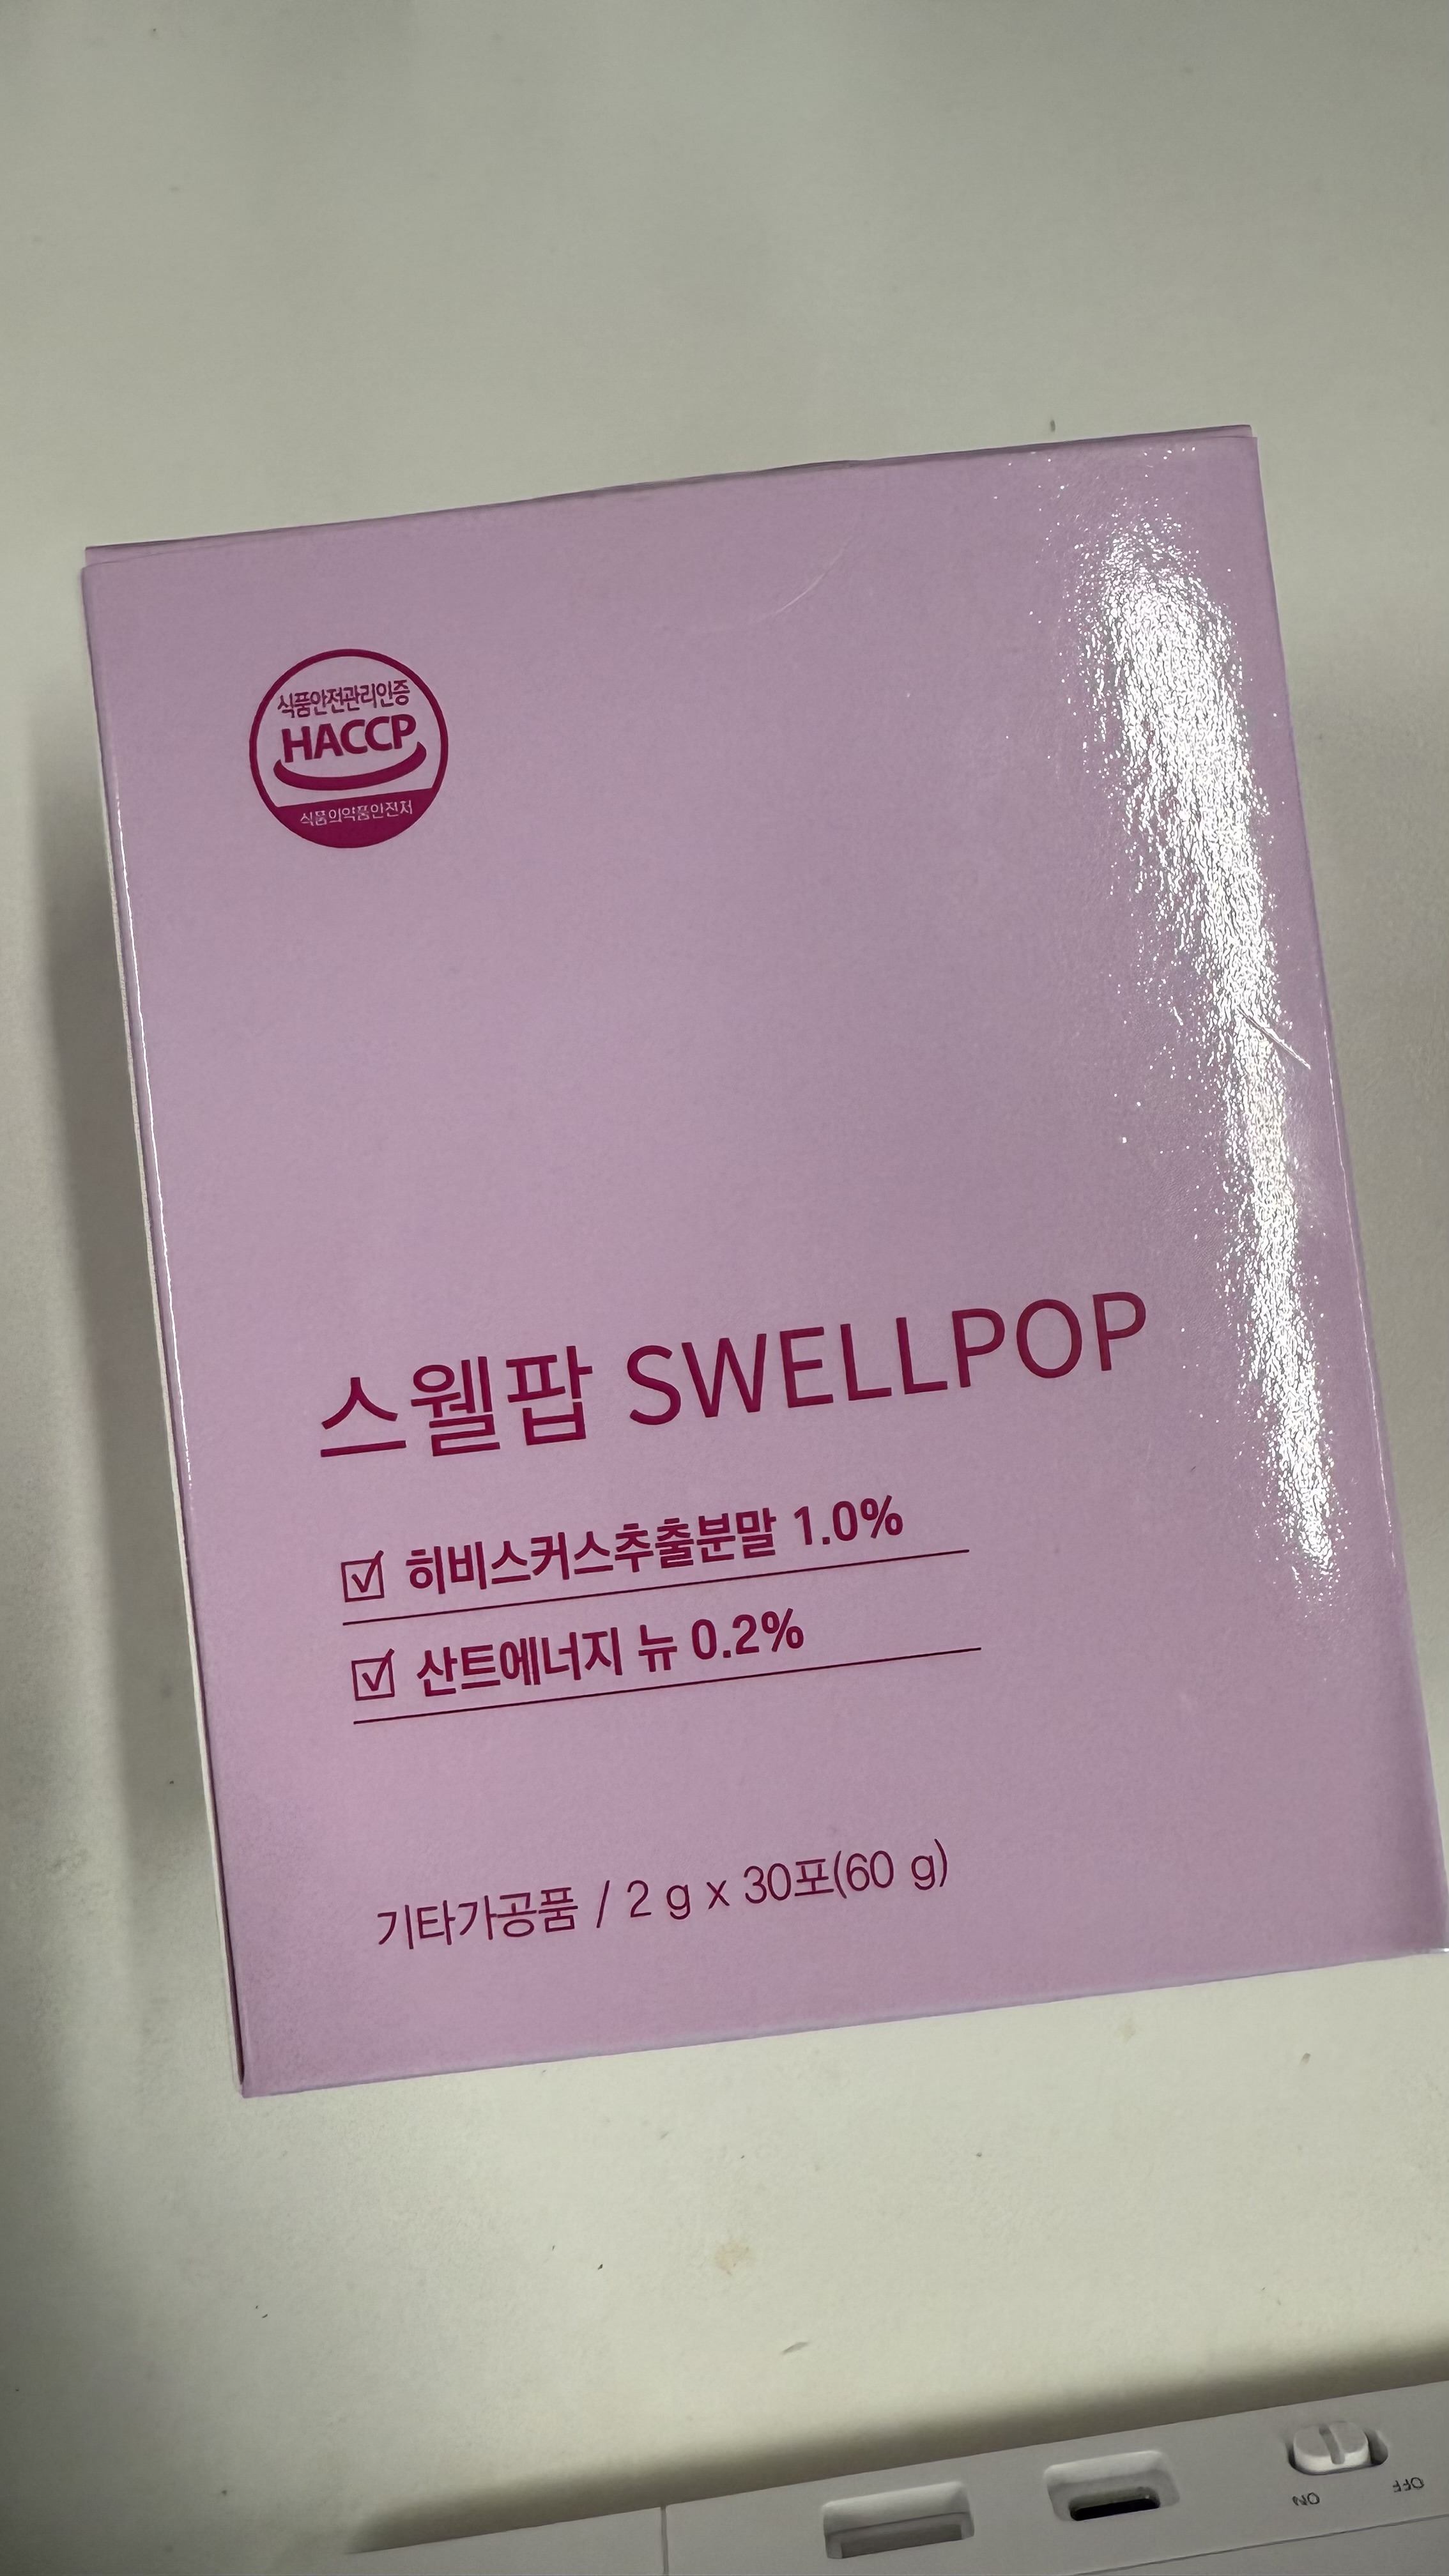 식품안전관리인증
HACCP
식품의약품안전처
스웰팝 SWELLPOP
히비스커스추출분말 1.0%
산트에너지 뉴 0.2%
기타가공품 / 2 g x 30포(60 g)
ON
OFF